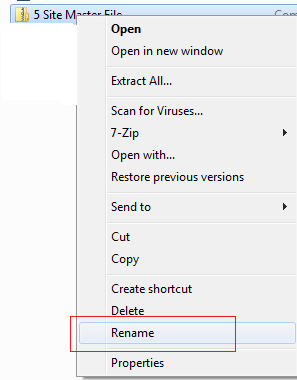 5 Site Master File
Open
Open in new window
Extract All...
Scan for Viruses...
7-Zip
Open with...
Restore previous versions
Send to
Cut
Copy
Create shortcut
Delete
Rename
Properties